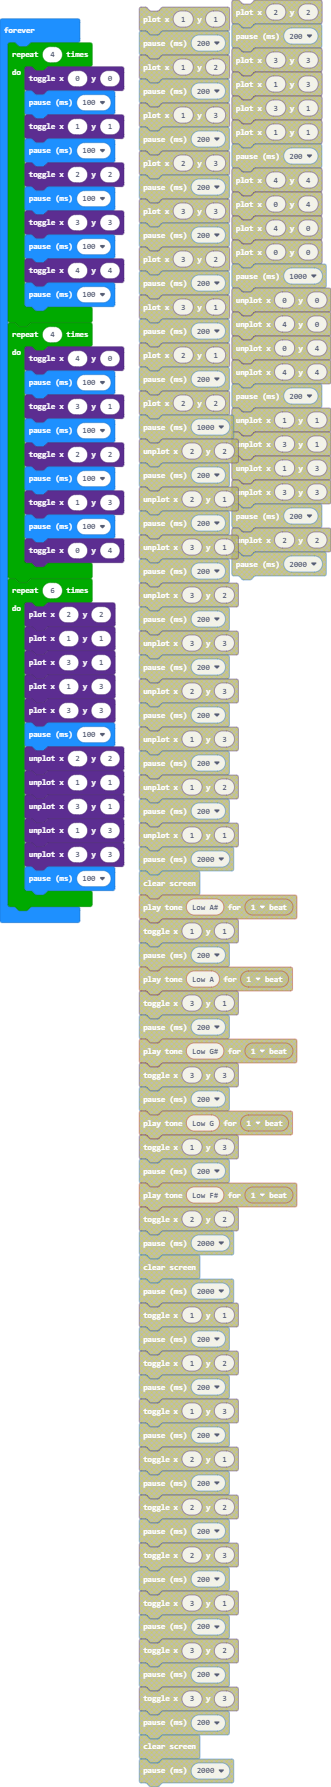 forever
repeat 4 times
do
toggle x 0 y 0
pause (ms) 100
toggle x 1 y 1
pause (ms) 100
toggle x 2 y 2
pause (ms) 100
toggle x 3 y 3
pause (ms) 100
toggle x 4 y 4
pause (ms) 100
repeat 4 times
do
toggle x 4 y 0
pause (ms) 100
toggle x 3 y 1
pause (ms) 100
toggle x 2 y 2
pause (ms) 100
toggle x 1 y 3
pause (ms) 100
toggle x 0 y 4
repeat 6 times
do
plot x 2 y 2
plot x 1 y 1
plot x 3 y 1
plot x 1 y 3
plot x 3 y 3
pause (ms) 100
unplot x 2 y 2
unplot x 1 y 1
unplot x 3 y 1
unplot x 1 y 3
unplot x 3 y 3
pause (ms) 100
plot x 1 y 1
pause (ms) 200
plot x 1 y 2
pause (ms) 200
plot x 1 y 3
pause (ms) 200
plot x 2 y 3
pause (ms) 200
plot x 3 y 3
pause (ms) 200
plot x 3 y 2
pause (ms) 200
plot x 3 y 1
pause (ms) 200
plot x 2 y 1
pause (ms) 200
plot x 2 y 2
pause (ms) 1000
unplot x 2 y 2
pause (ms) 200
unplot x 2 y 1
pause (ms) 200
unplot x 3 y 1
pause (ms) 200
unplot x 3 y 2
pause (ms) 200
unplot x 3 y 3
pause (ms) 200
unplot x 2 y 3
pause (ms) 200
unplot x 1 y 3
pause (ms) 200
unplot x 1 y 2
pause (ms) 200
unplot x 1 y 1
pause (ms) 2000
clear screen
play tone Low A# for 1 beat
toggle x 1 y 1
pause (ms) 200
play tone Low A for 1 beat
toggle x 3 y 1
pause (ms) 200
play tone Low G# for 1 beat
toggle x 3 y 3
pause (ms) 200
play tone Low G for 1 beat
toggle x 1 y 3
pause (ms) 200
play tone Low F# for 1 beat
toggle x 2 y 2
pause (ms) 2000
clear screen
pause (ms) 2000
toggle x 1 y 1
pause (ms) 200
toggle x 1 y 2
pause (ms) 200
toggle x 1 y 3
pause (ms) 200
toggle x 2 y 1
pause (ms) 200
toggle x 2 y 2
pause (ms) 200
toggle x 2 y 3
pause (ms) 200
toggle x 3 y 1
pause (ms) 200
toggle x 3 y 2
pause (ms) 200
toggle x 3 y 3
pause (ms) 200
clear screen
pause (ms) 2000
plot x 2 y 2
pause (ms) 200
plot x 3 y 3
plot x 1 y 3
plot x 3 y 1
plot x 1 y 1
pause (ms) 200
plot x 4 y 4
plot x 0 y 4
plot x 4 y 0
plot x 0 y 0
pause (ms) 1000
unplot x 0 y 0
unplot x 4 y 0
unplot x 0 y 4
unplot x 4 y 4
pause (ms) 200
unplot x 1 y 1
unplot x 3 y 1
unplot x 1 y 3
unplot x 3 y 3
pause (ms) 200
unplot x 2 y 2
pause (ms) 2000